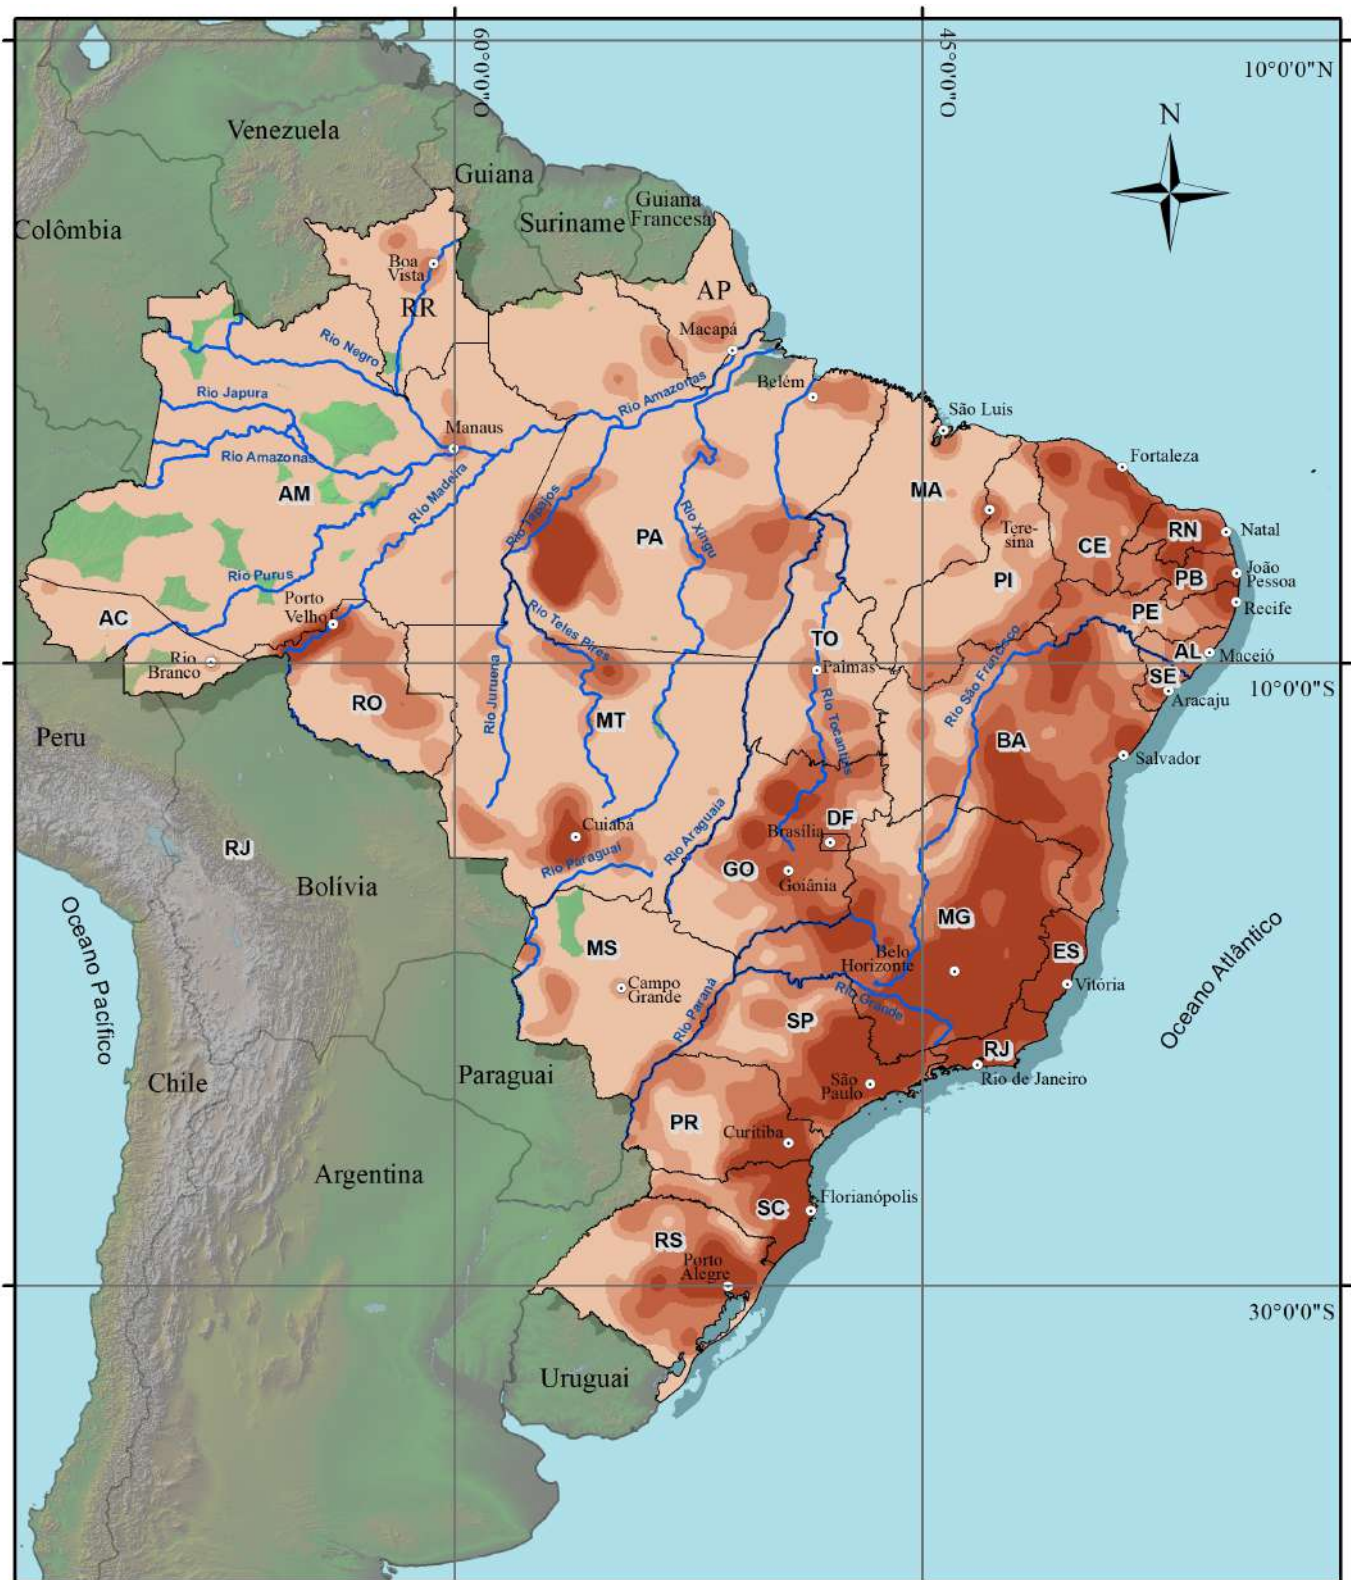 60°0'0"O
45°0'0"O
10°0'0"N
N
Venezuela
Guiana
Guiana
Francesa
Suriname
Colômbia
Boa
Vista
RR
AP
Macapá
Rio Negro
Rio Japura
Rio Amazonas
Belém
São Luis
Manaus
Rio Amazonas
Fortaleza
AM
Rio Madeira
MA
Rio Tapajos
Rio Xingu
PA
Tere-
sina
CE
RN
Natal
Rio Purus
PI
PB
João
Pessoa
Porto
Velho
AC
Rio Teles Pires
TO
PE
Recife
Rio
Branco
Rio São Francisco
AL
Maceió
Palmas
SE
10°0'0"S
Aracaju
RO
Rio Juruena
MT
Rio Tocantins
Peru
BA
Salvador
Cuiabá
Brasília
DF
RJ
Rio Paraguai
Rio Araguaia
Bolívia
GO
Goiânia
Oceano Pacífico
MG
MS
Belo
Horizonte
ES
Oceano Atlântico
Campo
Grande
Vitória
Rio Paraná
SP
Rio Grande
RJ
Chile
Paraguai
São
Paulo
Rio de Janeiro
PR
Curitiba
Argentina
SC
Florianópolis
RS
Porto
Alegre
30°0'0"S
Uruguai